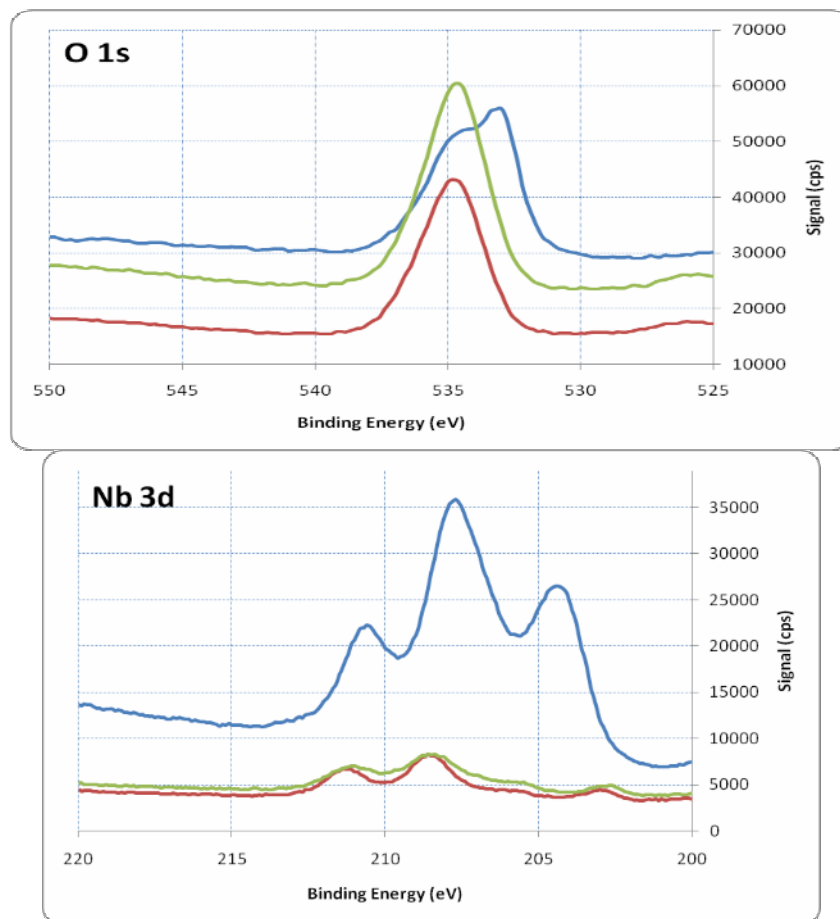 O 1s
70000
60000
50000
40000
30000
20000
10000
Signal (cps)
550 545 540 535 530 525
Binding Energy (eV)
Nb 3d
35000
30000
25000
20000
15000
10000
5000
0
Signal (cps)
220 215 210 205 200
Binding Energy (eV)